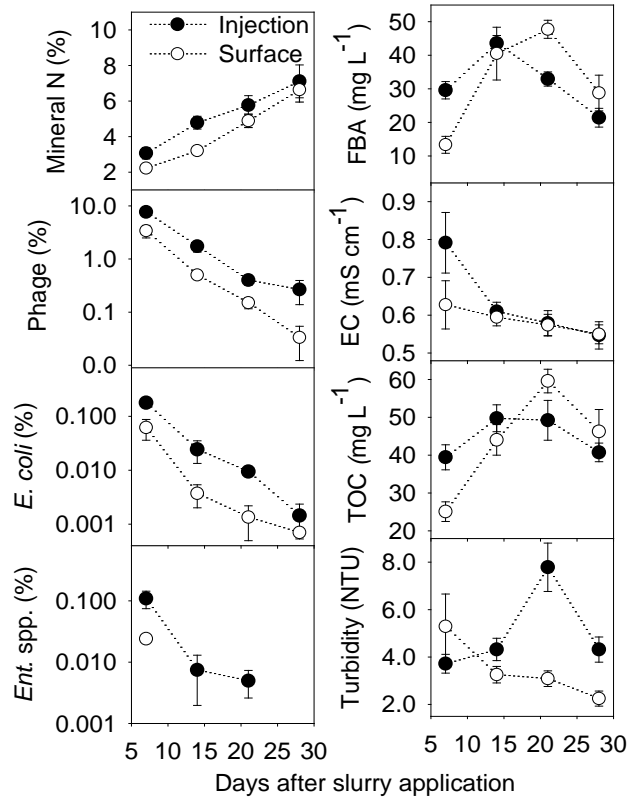 Mineral N (%)
10
8
6
4
2
Injection
Surface
Phage (%)
10.0
1.0
0.1
0.0
E. coli (%)
0.100
0.010
0.001
Ent. spp. (%)
0.100
0.010
0.001
5 10 15 20 25 30
FBA (mg L⁻¹)
50
40
30
20
10
EC (mS cm⁻¹)
0.9
0.8
0.7
0.6
0.5
TOC (mg L⁻¹)
60
50
40
30
20
Turbidity (NTU)
8.0
6.0
4.0
2.0
5 10 15 20 25 30
Days after slurry application